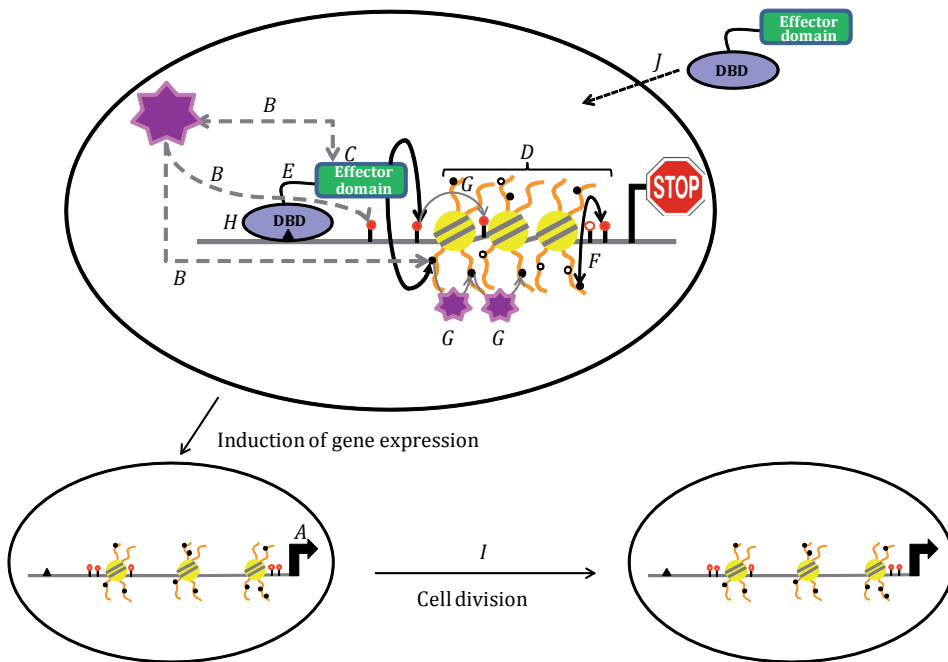 Effector
domain
DBD
J
B
C
D
E
Effector
domain
G
STOP
B
H
DBD
F
B
G
G
Induction of gene expression
A
I
Cell division